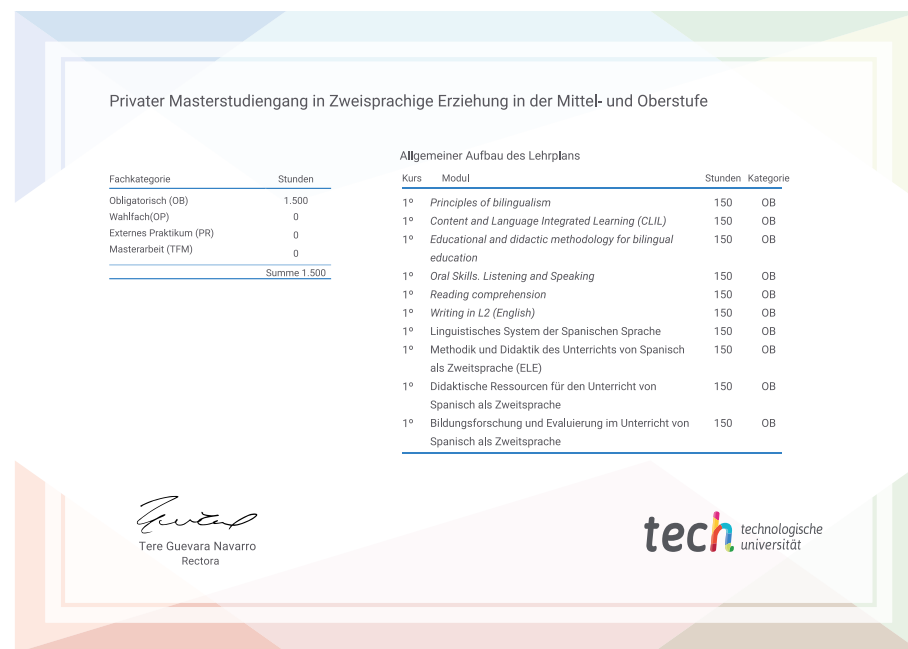 Privater Masterstudiengang in Zweisprachige Erziehung in der Mittel- und Oberstufe
Fachkategorie Stunden
Obligatorisch (OB) 1.500
Wahlfach(OP) 0
Externes Praktikum (PR) 0
Masterarbeit (TFM) 0
Summe 1.500
Allgemeiner Aufbau des Lehrplans
Kurs Modul Stunden Kategorie
1º Principles of bilingualism 150 OB
1º Content and Language Integrated Learning (CLIL) 150 OB
1º Educational and didactic methodology for bilingual 150 OB
education
1º Oral Skills. Listening and Speaking 150 OB
1º Reading comprehension 150 OB
1º Writing in L2 (English) 150 OB
1º Linguistisches System der Spanischen Sprache 150 OB
1º Methodik und Didaktik des Unterrichts von Spanisch 150 OB
als Zweitsprache (ELE)
1º Didaktische Ressourcen für den Unterricht von 150 OB
Spanisch als Zweitsprache
1º Bildungsforschung und Evaluierung im Unterricht von 150 OB
Spanisch als Zweitsprache
Tere Guevara Navarro
Rectora
tech technologische
universität